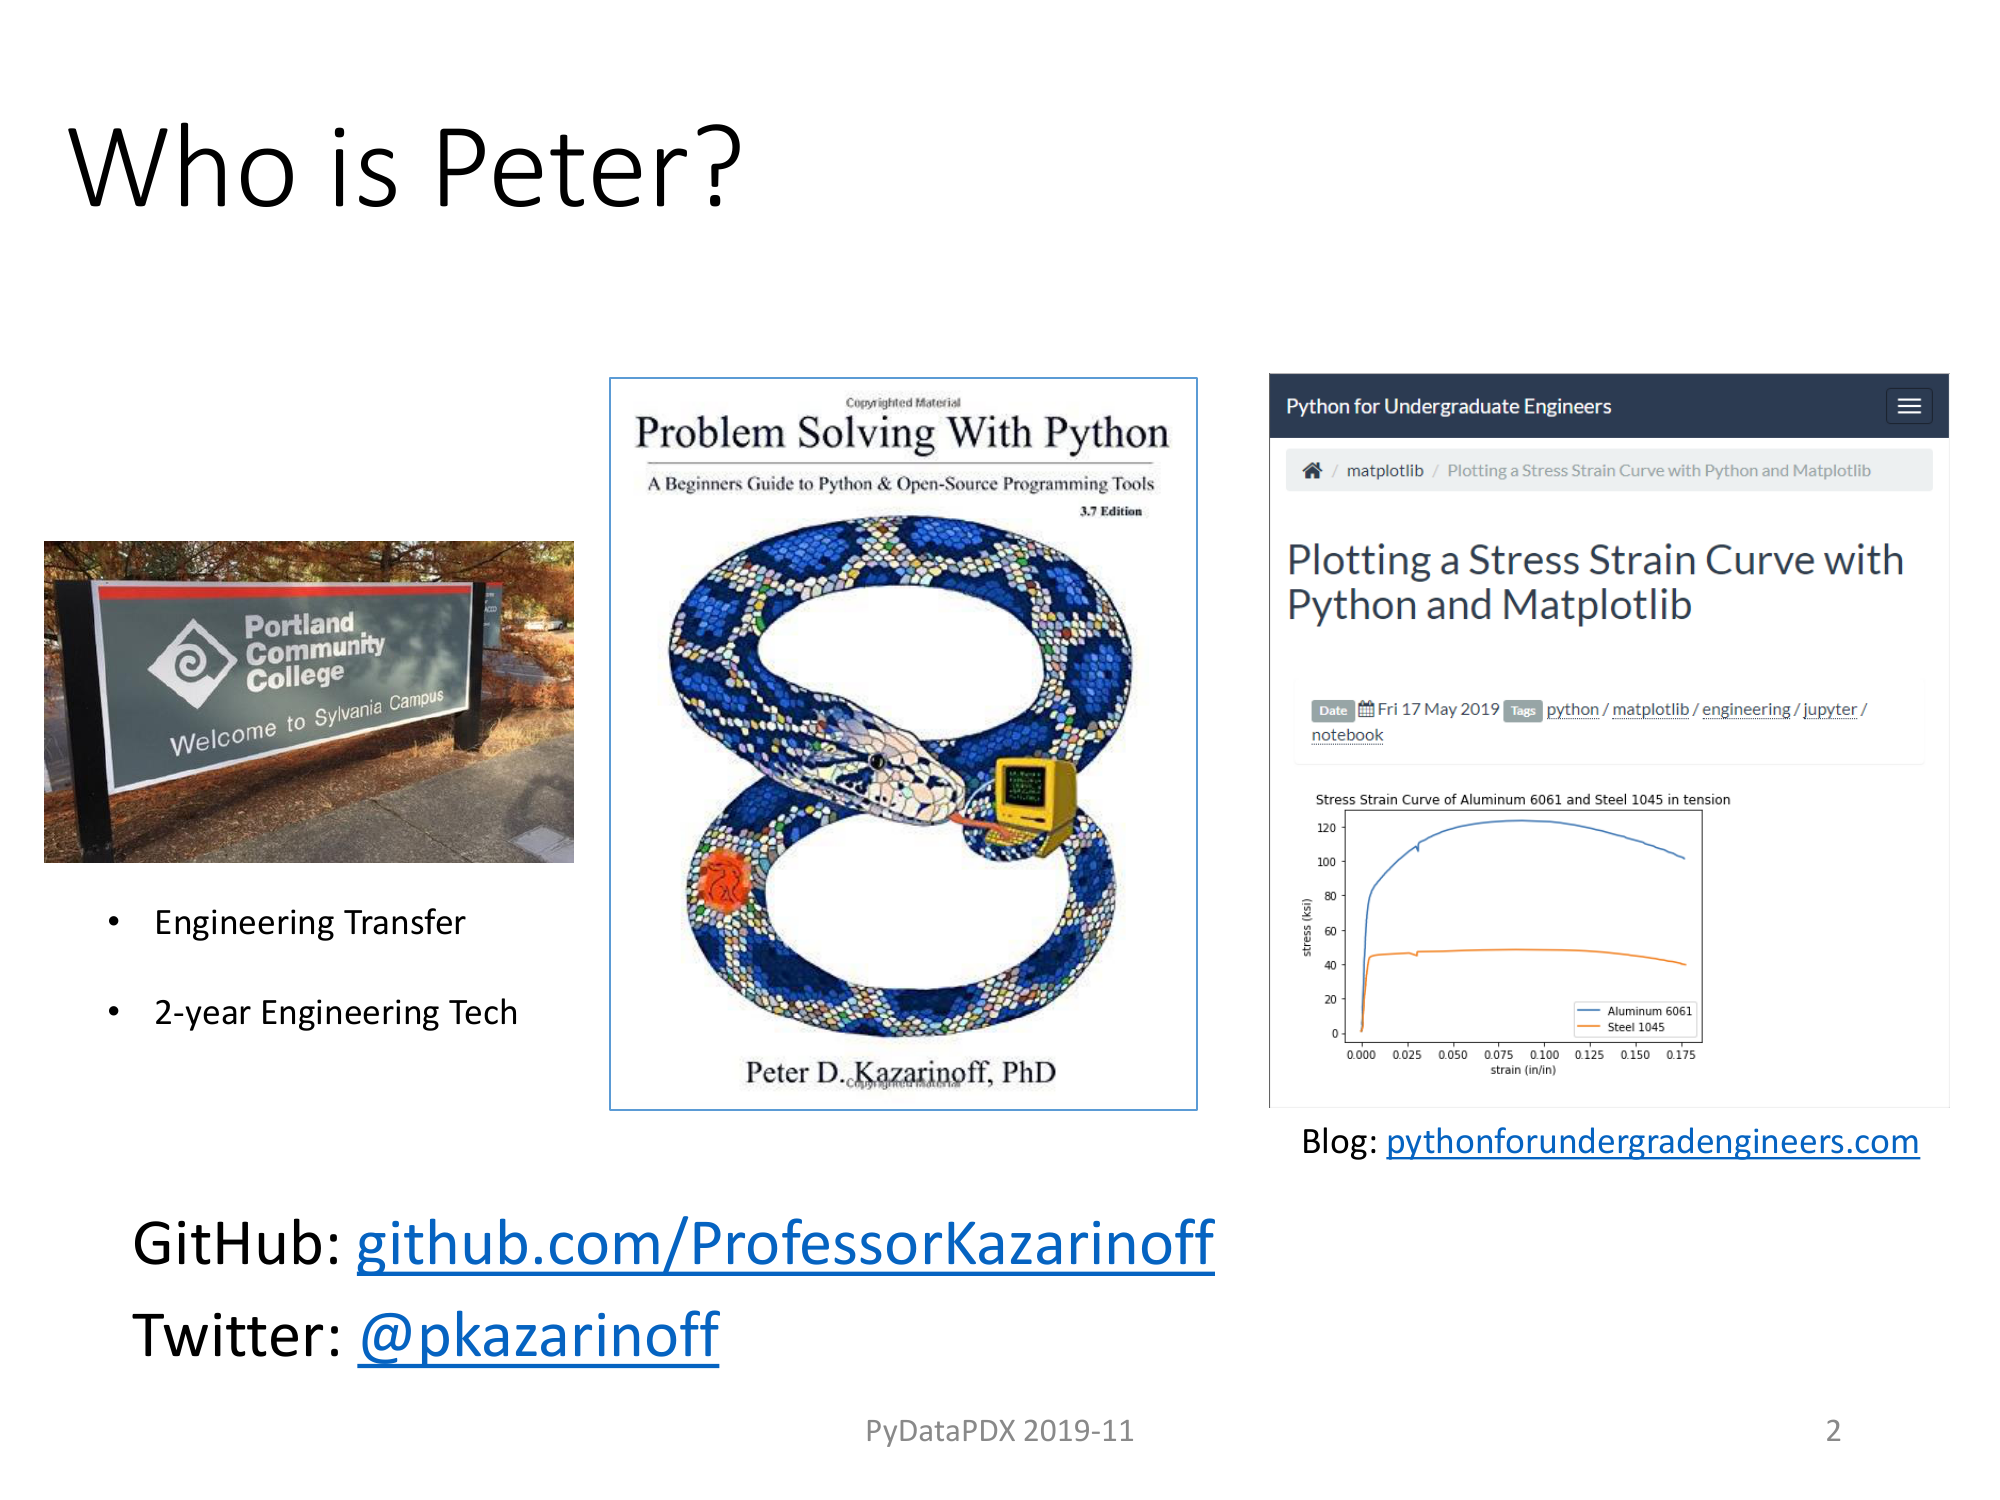 Who is Peter?
Portland
Community
College
Welcome to Sylvania Campus
• Engineering Transfer
• 2-year Engineering Tech
Copyrighted Material
Problem Solving With Python
A Beginners Guide to Python & Open-Source Programming Tools
3.7 Edition
Peter D. Kazarinoff, PhD
Copyrighted Material
Python for Undergraduate Engineers
/ matplotlib / Plotting a Stress Strain Curve with Python and Matplotlib
Plotting a Stress Strain Curve with
Python and Matplotlib
Date Fri 17 May 2019 Tags python / matplotlib / engineering / jupyter /
notebook
Stress Strain Curve of Aluminum 6061 and Steel 1045 in tension
120
100
80
60
40
20
0
stress (ksi)
Aluminum 6061
Steel 1045
0.000 0.025 0.050 0.075 0.100 0.125 0.150 0.175
strain (in/in)
Blog: pythonforundergradengineers.com
GitHub: github.com/ProfessorKazarinoff
Twitter: @pkazarinoff
PyDataPDX 2019-11
2